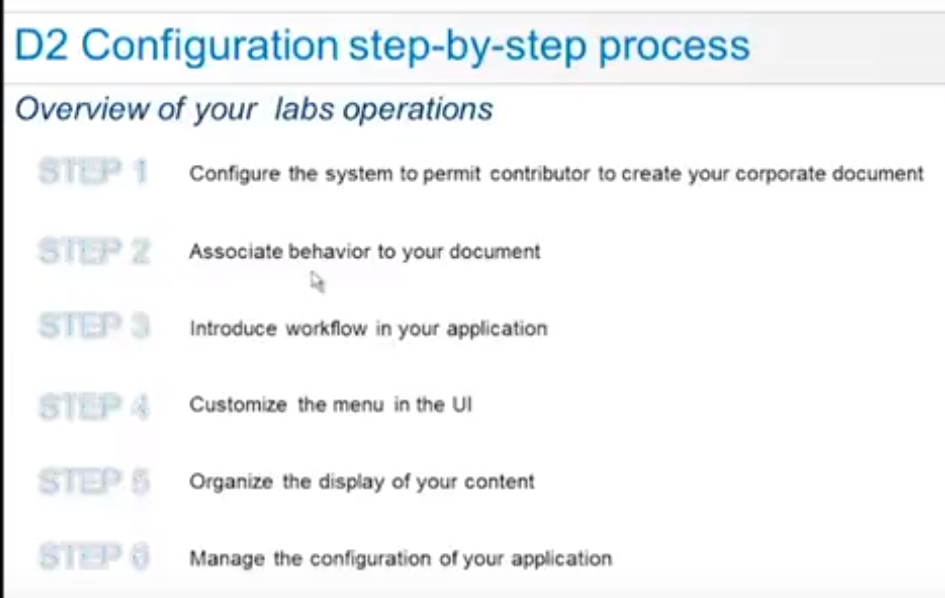 D2 Configuration step-by-step process
Overview of your labs operations
STEP 1 Configure the system to permit contributor to create your corporate document
STEP 2 Associate behavior to your document
STEP 3 Introduce workflow in your application
STEP 4 Customize the menu in the UI
STEP 5 Organize the display of your content
STEP 6 Manage the configuration of your application